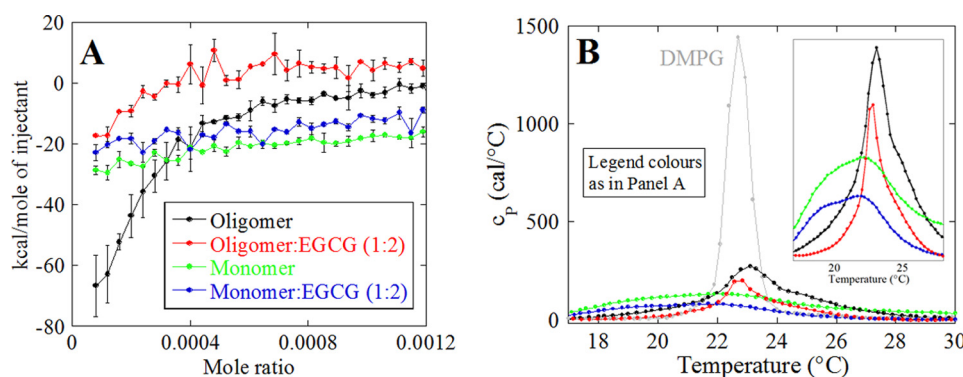 A
kcal/mole of injectant
20
0
-20
-40
-60
-80
Oligomer
Oligomer:EGCG (1:2)
Monomer
Monomer:EGCG (1:2)
0
0.0004
0.0008
0.0012
Mole ratio
B
DMPG
Legend colours
as in Panel A
cP (cal/°C)
1500
1000
500
0
20
25
Temperature (°C)
18
20
22
24
26
28
30
Temperature (°C)